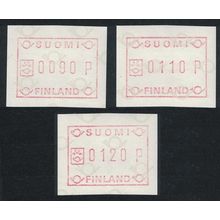 SUOMI
0090 P
FINLAND
SUOMI
0110 P
FINLAND
SUOMI
0120 P
FINLAND